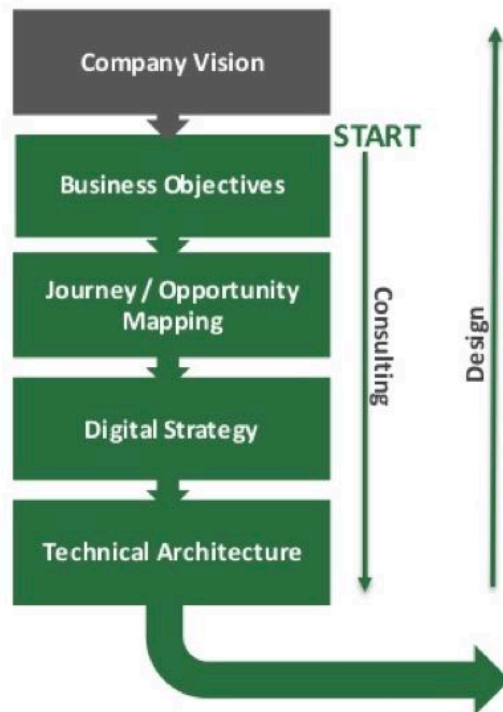 Company Vision
START
Business Objectives
Journey / Opportunity
Mapping
Consulting
Design
Digital Strategy
Technical Architecture